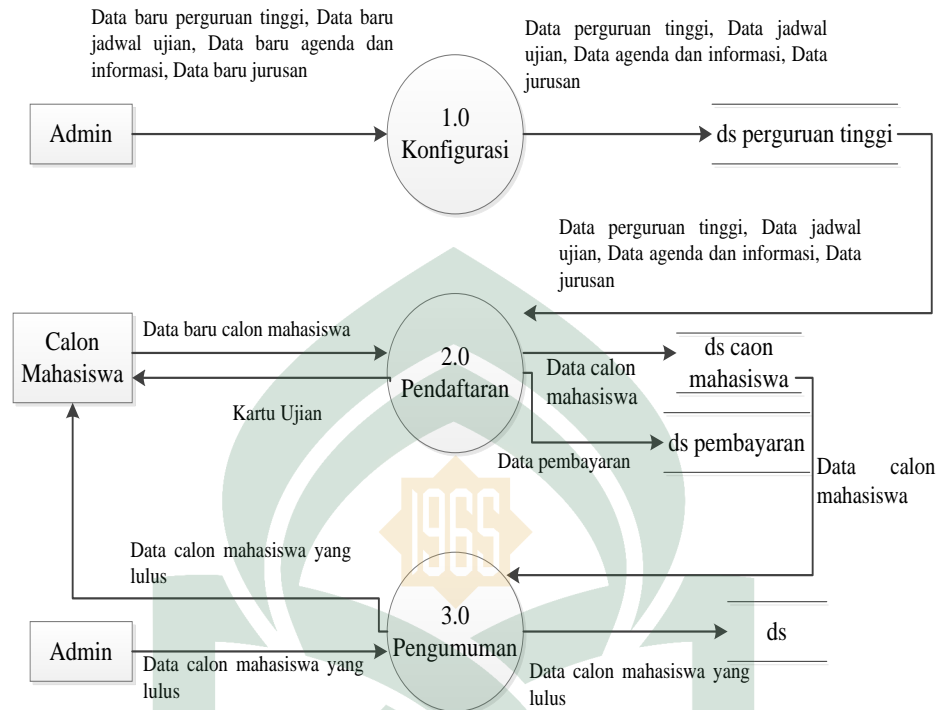 Data baru perguruan tinggi, Data baru
jadwal ujian, Data baru agenda dan
informasi, Data baru jurusan
Data perguruan tinggi, Data jadwal
ujian, Data agenda dan informasi, Data
jurusan
Admin
1.0
Konfigurasi
ds perguruan tinggi
Data perguruan tinggi, Data jadwal
ujian, Data agenda dan informasi, Data
jurusan
Calon
Mahasiswa
Data baru calon mahasiswa
Kartu Ujian
2.0
Pendaftaran
Data calon
mahasiswa
ds caon
mahasiswa
Data pembayaran
ds pembayaran
Data calon
mahasiswa
1965
Data calon mahasiswa yang
lulus
Admin
Data calon mahasiswa yang
lulus
3.0
Pengumuman
Data calon mahasiswa yang
lulus
ds